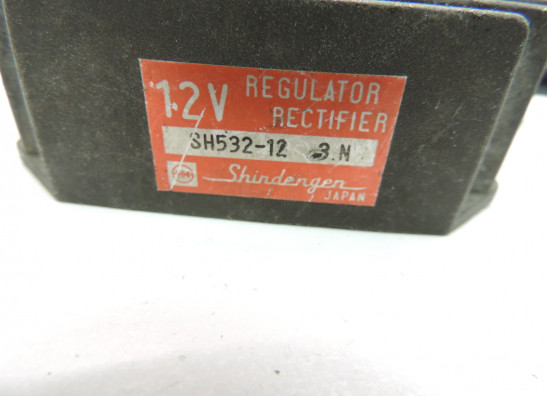 12V REGULATOR
RECTIFIER
SH532-12 3.N
Shindengen
JAPAN